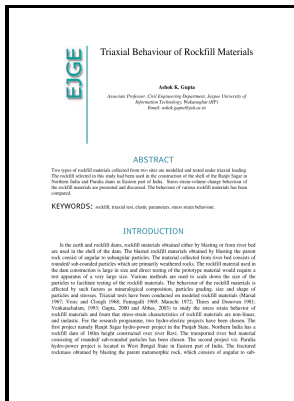 EJGE
Triaxial Behaviour of Rockfill Materials
Ashok K. Gupta
Associate Professor, Civil Engineering Department, Jaypee University of
Information Technology, Waknaghat (HP)
Email: ashok.gupta@juit.ac.in
ABSTRACT
Two types of rockfill materials collected from two sites are modelled and tested under triaxial loading.
The rockfill material selected in this study had been used in the construction of the shell of the Ranjit Sagar in
Northern India and Purulia dams in Eastern part of India. Stress-strain-volume change behaviour of
the rockfill materials are presented and discussed. The behaviour of various rockfill materials has been
compared.
KEYWORDS: rockfill, triaxial test, elastic parameters, stress strain behaviour.
INTRODUCTION
In the earth and rockfill dams, rockfill materials obtained either by blasting or from river bed
are used in the shell of the dam. The blasted rockfill materials obtained by blasting the parent
rock consist of angular to subangular particles. The material collected from river bed consists of
rounded/ sub-rounded particles which are primarily weathered rocks. The rockfill material used in
the dam construction is large in size and direct testing of the prototype material would require a
test apparatus of a very large size. Various methods are used to scale down the size of the
particles to facilitate testing of the rockfill materials. The behaviour of the rockfill materials is
affected by such factors as mineralogical composition, particles grading, size and shape of
particles and stresses. Triaxial tests have been conducted on modeled rockfill materials (Marsal
1967; Vesic and Clough 1968; Fumagalli 1969; Marachi 1972; Thiers and Donovan 1981;
Venkatachalam, 1993; Gupta, 2000 and Abbas, 2003) to study the stress strain behavior of
rockfill materials and found that the stress-strain characteristics of rockfill materials are non-linear,
and inelastic. For the research programme, two hydro-electric projects have been chosen. The
first project namely Ranjit Sagar hydro-power project in the Punjab State, Northern India has a
rockfill dam of 160m height constructed over river Ravi. The transported river bed material
consisting of rounded/ sub-rounded particles has been chosen. The second project viz. Purulia
hydro-power project is located in West Bengal State in Eastern part of India. The fractured
rockmass obtained by blasting the parent metamorphic rock, which consists of angular to sub-